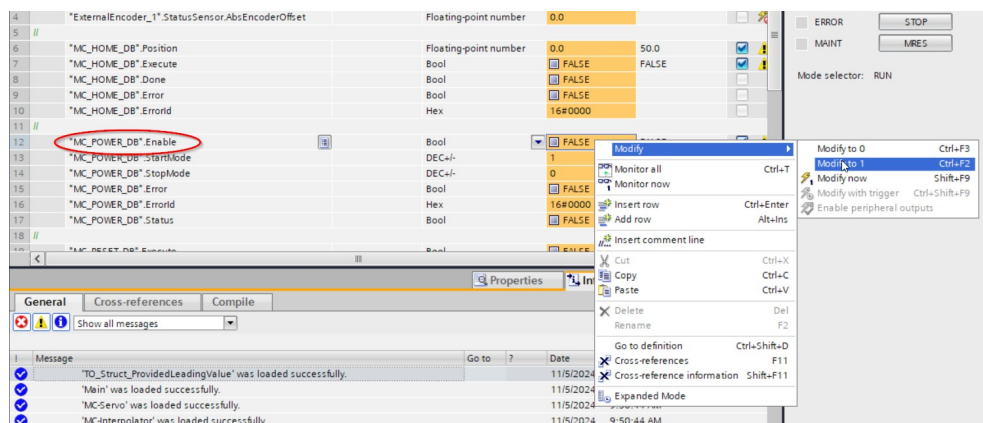 4 "ExternalEncoder_1".StatusSensor.AbsEncoderOffset Floating-point number 0.0
5 //
6 "MC_HOME_DB".Position Floating-point number 0.0 50.0
7 "MC_HOME_DB".Execute Bool FALSE FALSE
8 "MC_HOME_DB".Done Bool FALSE
9 "MC_HOME_DB".Error Bool FALSE
10 "MC_HOME_DB".ErrorId Hex 16#0000
11 //
12 "MC_POWER_DB".Enable Bool FALSE
13 "MC_POWER_DB".StartMode DEC+/- 1
14 "MC_POWER_DB".StopMode DEC+/- 0
15 "MC_POWER_DB".Error Bool FALSE
16 "MC_POWER_DB".ErrorId Hex 16#0000
17 "MC_POWER_DB".Status Bool FALSE
18 //
ERROR STOP
MAINT MRES
Mode selector: RUN
Modify
Monitor all Ctrl+T
Monitor now
Insert row Ctrl+Enter
Add row Alt+Ins
Insert comment line
Cut Ctrl+X
Copy Ctrl+C
Paste Ctrl+V
Delete Del
Rename F2
Go to definition Ctrl+Shift+D
Cross-references F11
Cross-reference information Shift+F11
Expanded Mode
Modify to 0 Ctrl+F3
Modify to 1 Ctrl+F2
Modify now Shift+F9
Modify with trigger Ctrl+Shift+F9
Enable peripheral outputs
Properties
General Cross-references Compile
Show all messages
! Message Go to ? Date
'TO_Struct_ProvidedLeadingValue' was loaded successfully. 11/5/2024
'Main' was loaded successfully. 11/5/2024
'MC-Servo' was loaded successfully. 11/5/2024
'MC-Interpolator' was loaded successfully. 11/5/2024 9:50:44 AM